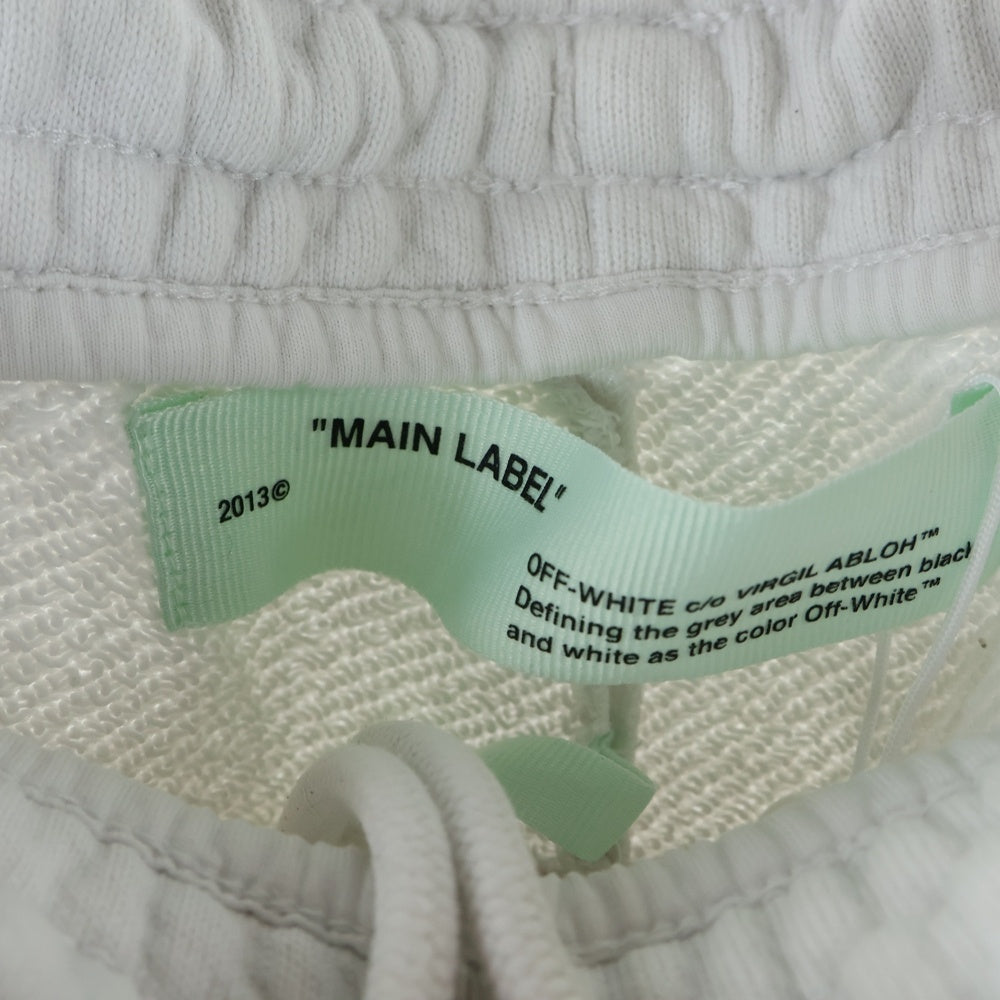 "MAIN LABEL"
2013©
OFF-WHITE c/o VIRGIL ABLOH™
Defining the grey area between black
and white as the color Off-White™